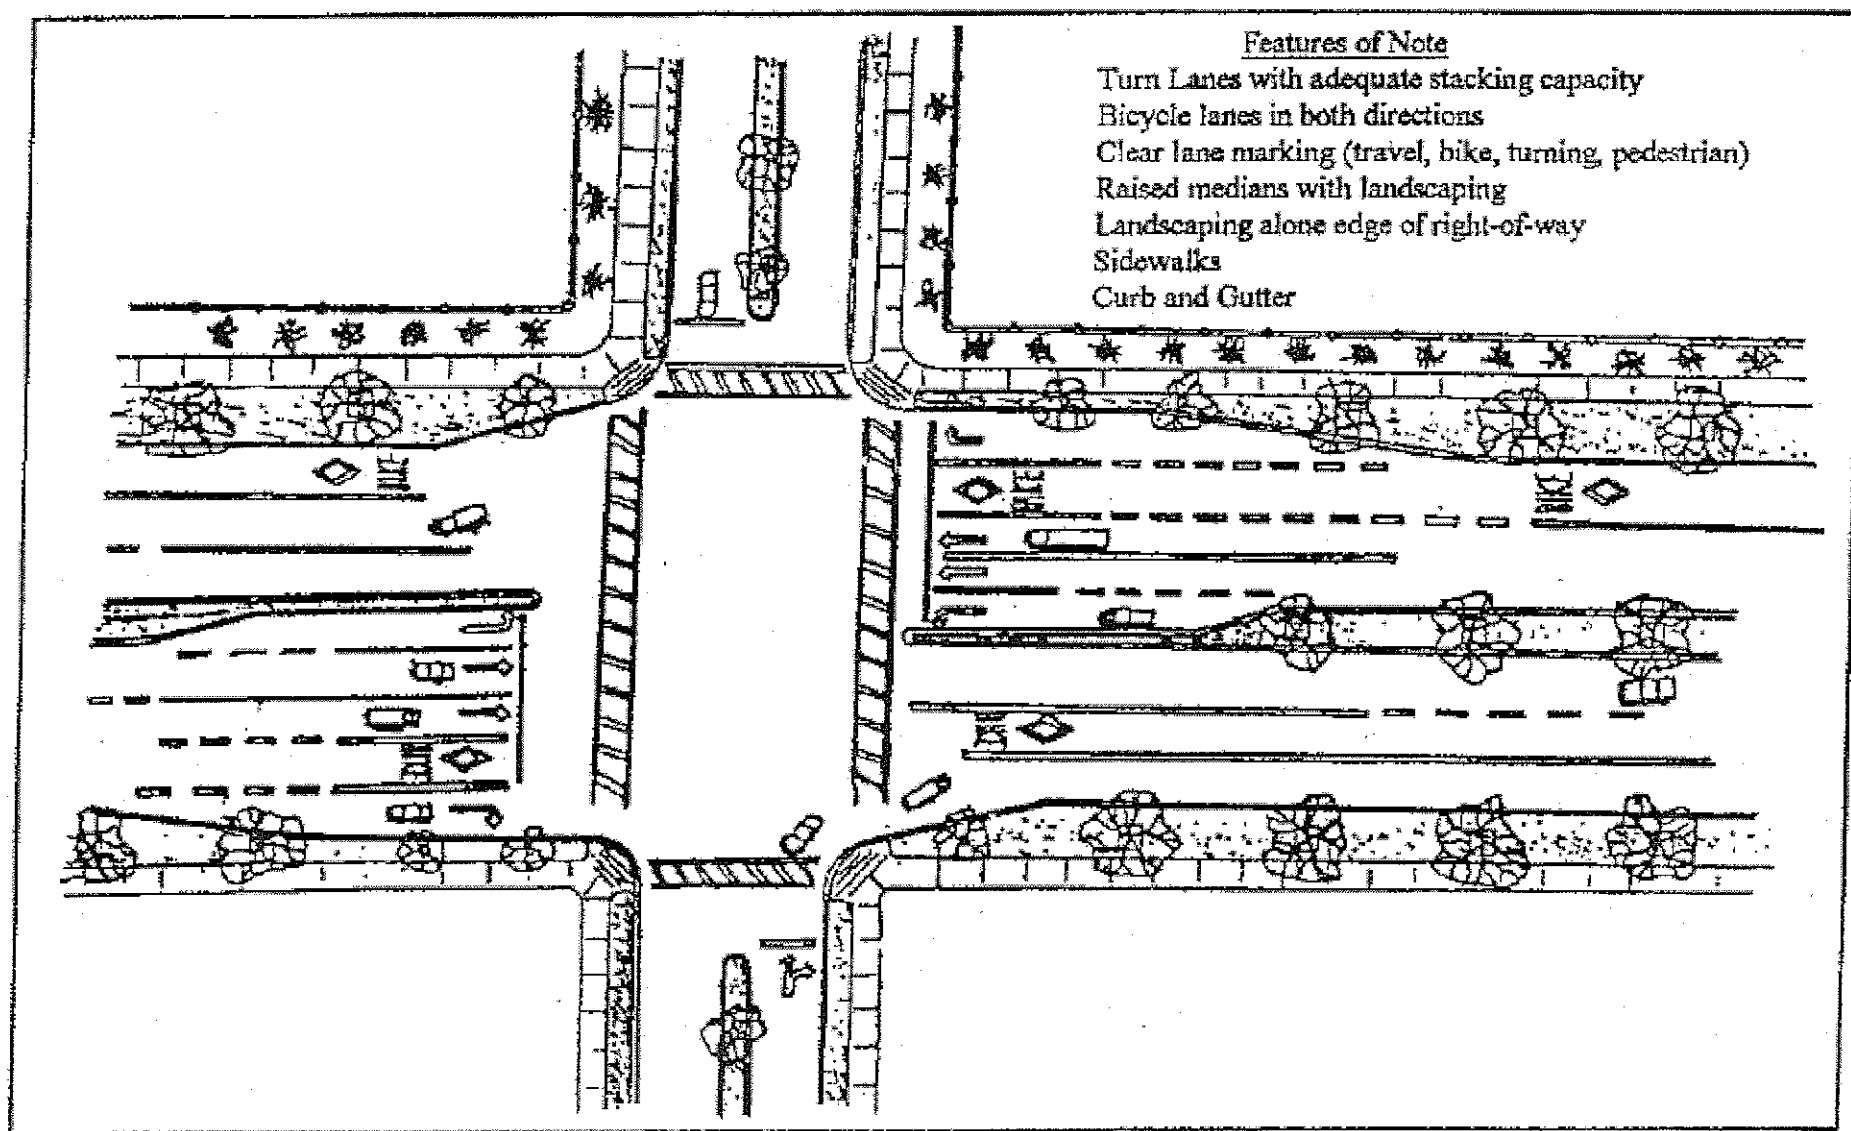 Features of Note
Turn Lanes with adequate stacking capacity
Bicycle lanes in both directions
Clear lane marking (travel, bike, turning, pedestrian)
Raised medians with landscaping
Landscaping alone edge of right-of-way
Sidewalks
Curb and Gutter
BIKE
BIKE
BIKE
BIKE
BIKE